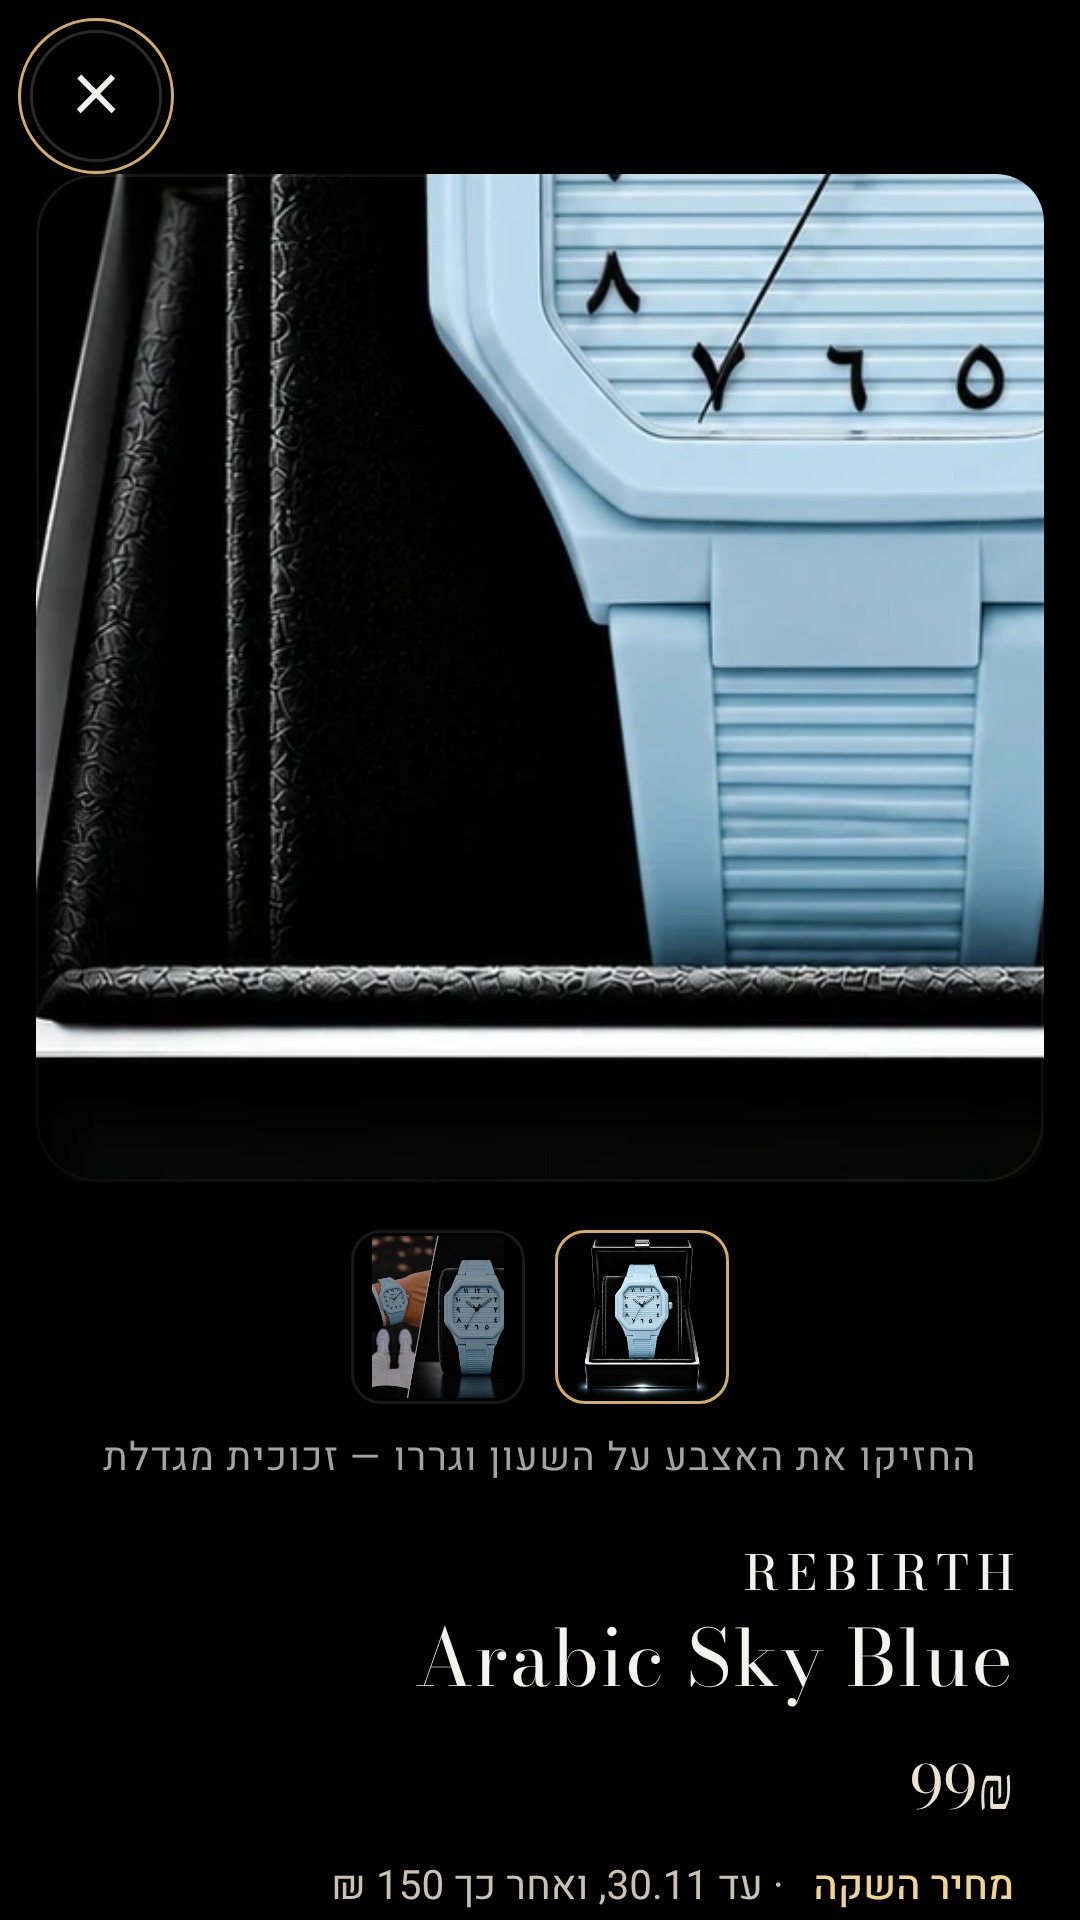 ٨
٧ ٦ ٥
החזיקו את האצבע על השעון וגררו – זכוכית מגדלת
REBIRTH
Arabic Sky Blue
99₪
מחיר השקה · עד 30.11, ואחר כך 150 ₪